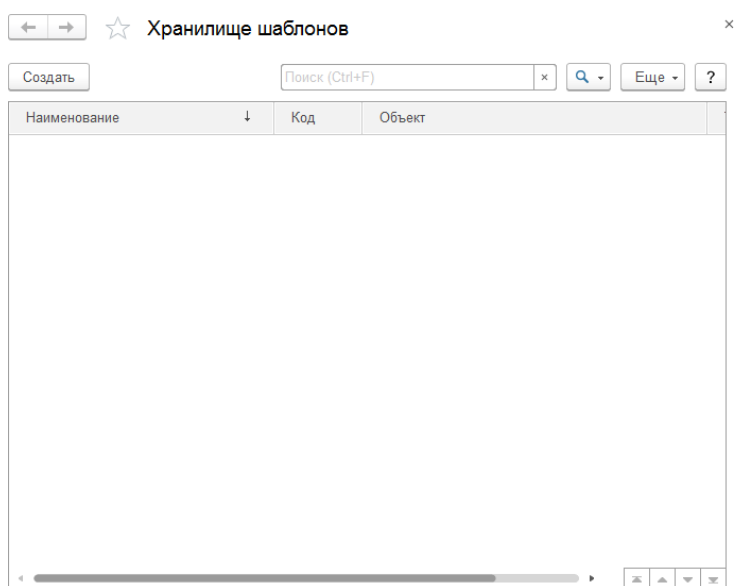 Хранилище шаблонов
Создать
Поиск (Ctrl+F)
Еще
?
Наименование
Код
Объект